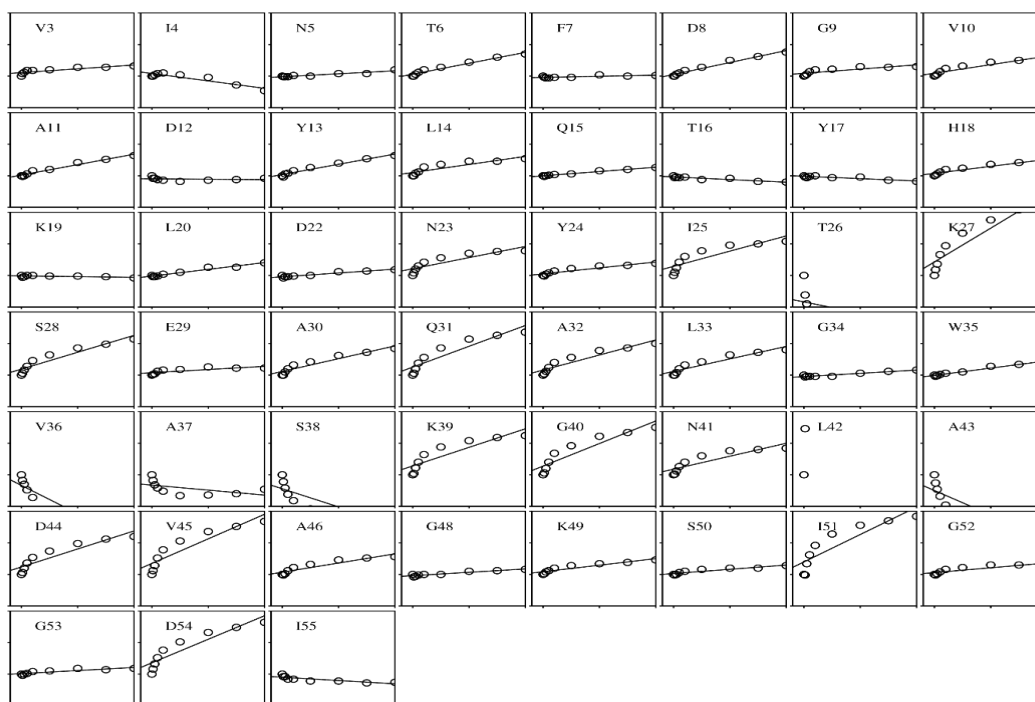 V3 I4 N5 T6 F7 D8 G9 V10
A11 D12 Y13 L14 Q15 T16 Y17 H18
K19 L20 D22 N23 Y24 I25 T26 K27
S28 E29 A30 Q31 A32 L33 G34 W35
V36 A37 S38 K39 G40 N41 L42 A43
D44 V45 A46 G48 K49 S50 I51 G52
G53 D54 I55